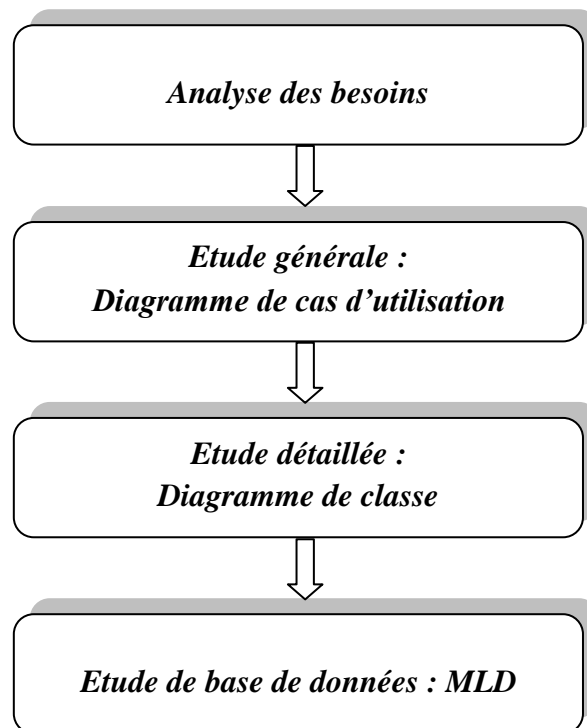 Analyse des besoins
Etude générale :
Diagramme de cas d’utilisation
Etude détaillée :
Diagramme de classe
Etude de base de données : MLD